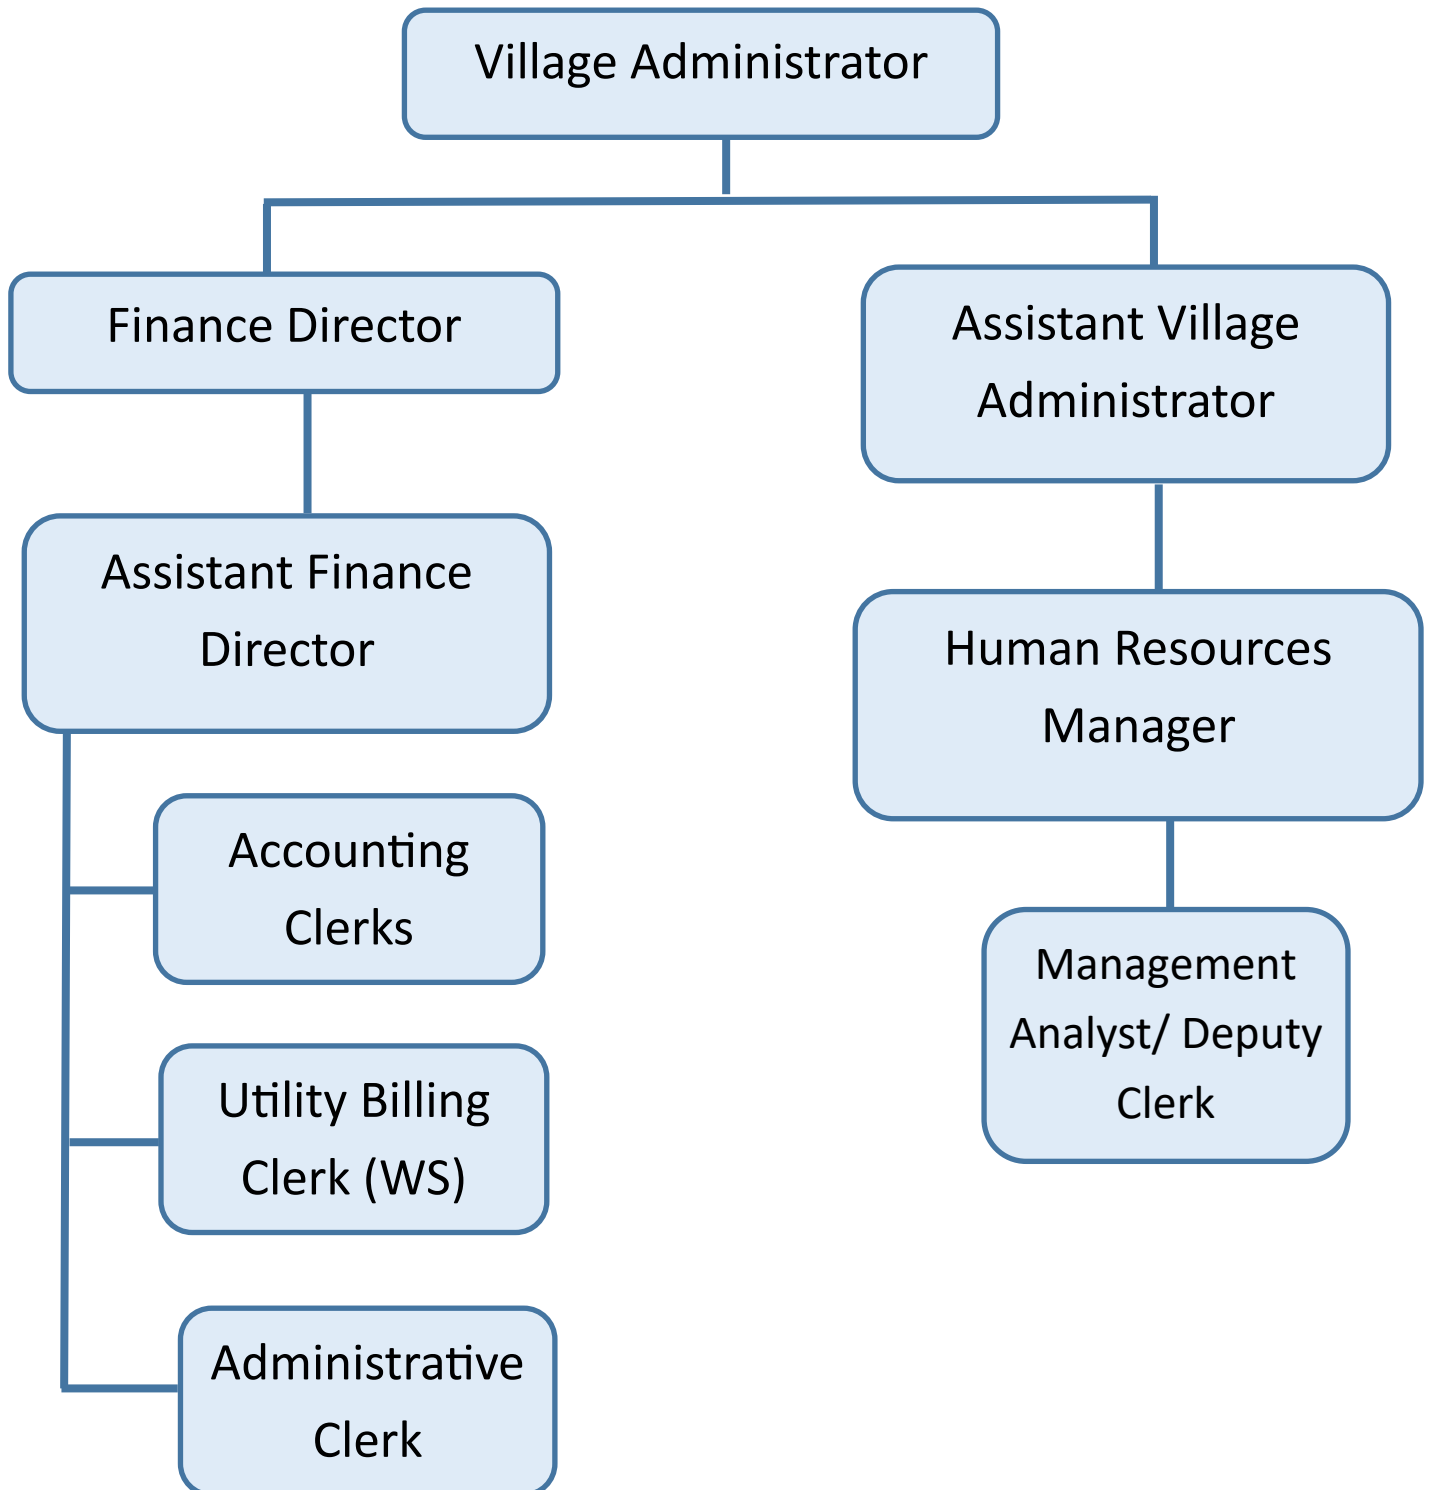 Village Administrator
Finance Director
Assistant Village
Administrator
Assistant Finance
Director
Human Resources
Manager
Accounting
Clerks
Management
Analyst/ Deputy
Clerk
Utility Billing
Clerk (WS)
Administrative
Clerk